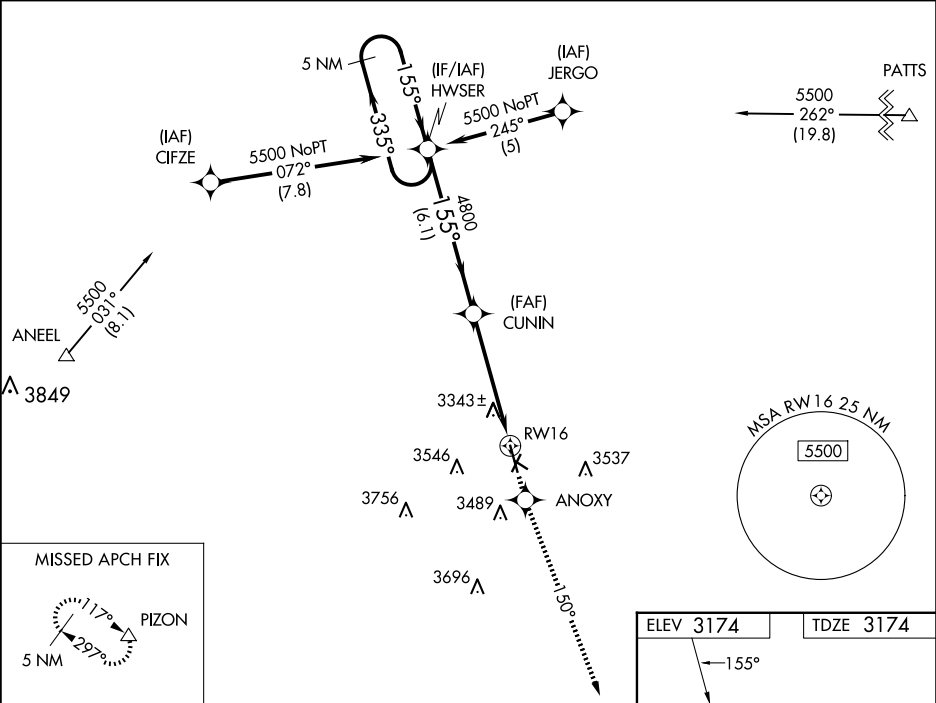 5 NM
155°
335°
(IF/IAF)
HWSER
(IAF)
JERGO
5500 NoPT
245°
(5)
PATTS
5500
262°
(19.8)
(IAF)
CIFZE
5500 NoPT
072°
(7.8)
4800
155°
(6.1)
5500
031°
(8.1)
ANEEL
3849
(FAF)
CUNIN
3343±
RW16
3546
3537
3756
3489
ANOXY
3696
150°
MSA RW16 25 NM
5500
MISSED APCH FIX
117°
PIZON
297°
5 NM
ELEV 3174
TDZE 3174
155°